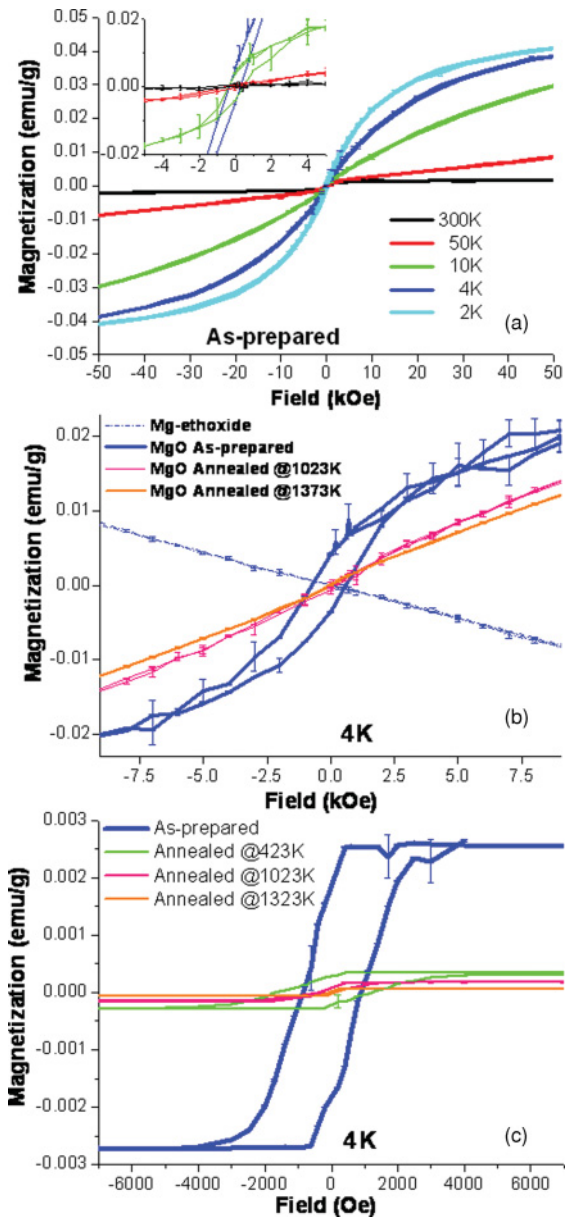 0.02
0.00
-0.02
-4 -2 0 2 4
0.05
0.04
0.03
0.02
0.01
0.00
-0.01
-0.02
-0.03
-0.04
-0.05
Magnetization (emu/g)
300K
50K
10K
4K
2K
As-prepared
(a)
-50 -40 -30 -20 -10 0 10 20 30 40 50
Field (kOe)
Mg-ethoxide
MgO As-prepared
MgO Annealed @1023K
MgO Annealed @1373K
0.02
0.01
0.00
-0.01
-0.02
Magnetization (emu/g)
(b)
4K
-7.5 -5.0 -2.5 0.0 2.5 5.0 7.5
Field (kOe)
As-prepared
Annealed @423K
Annealed @1023K
Annealed @1323K
0.003
0.002
0.001
0.000
-0.001
-0.002
-0.003
Magnetization (emu/g)
(c)
4K
-6000 -4000 -2000 0 2000 4000 6000
Field (Oe)